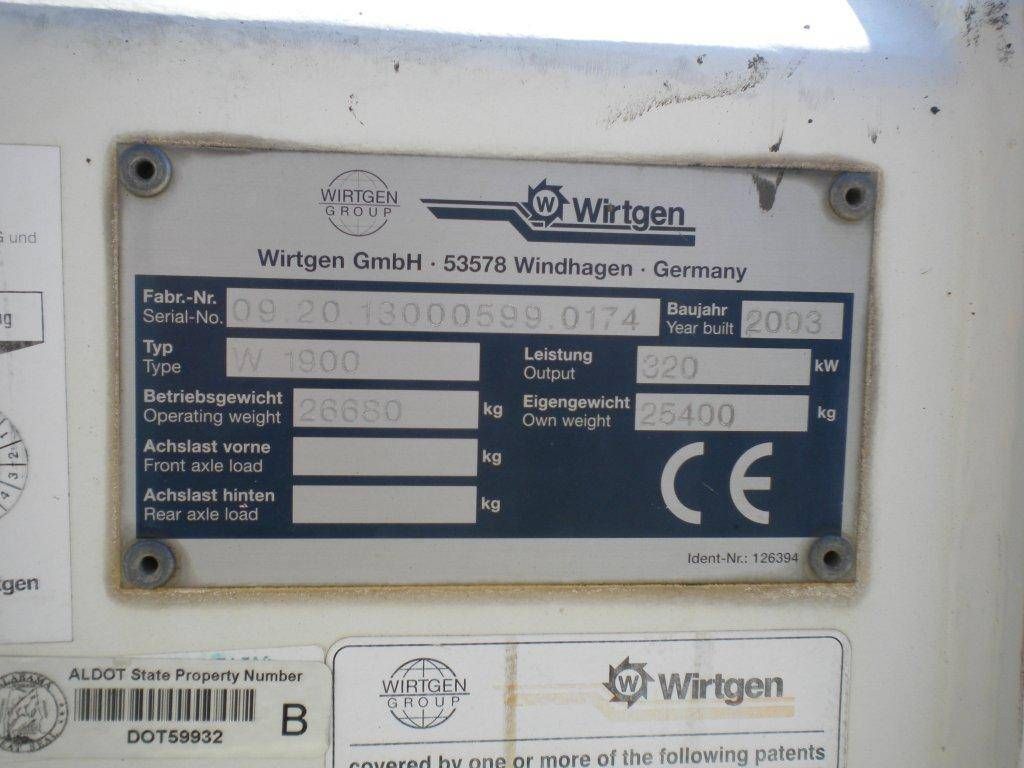 WIRTGEN
GROUP
W Wirtgen
Wirtgen GmbH · 53578 Windhagen · Germany
Fabr.-Nr.
Serial-No.
09.20.13000599.0174
Baujahr
Year built
2003
Typ
Type
W 1900
Leistung
Output
320
kW
Betriebsgewicht
Operating weight
26680
kg
Eigengewicht
Own weight
25400
kg
Achslast vorne
Front axle load
kg
Achslast hinten
Rear axle load
kg
CE
Ident-Nr.: 126394
und
ALDOT State Property Number
DOT59932
B
WIRTGEN
GROUP
W Wirtgen
covered by one or more of the following patents